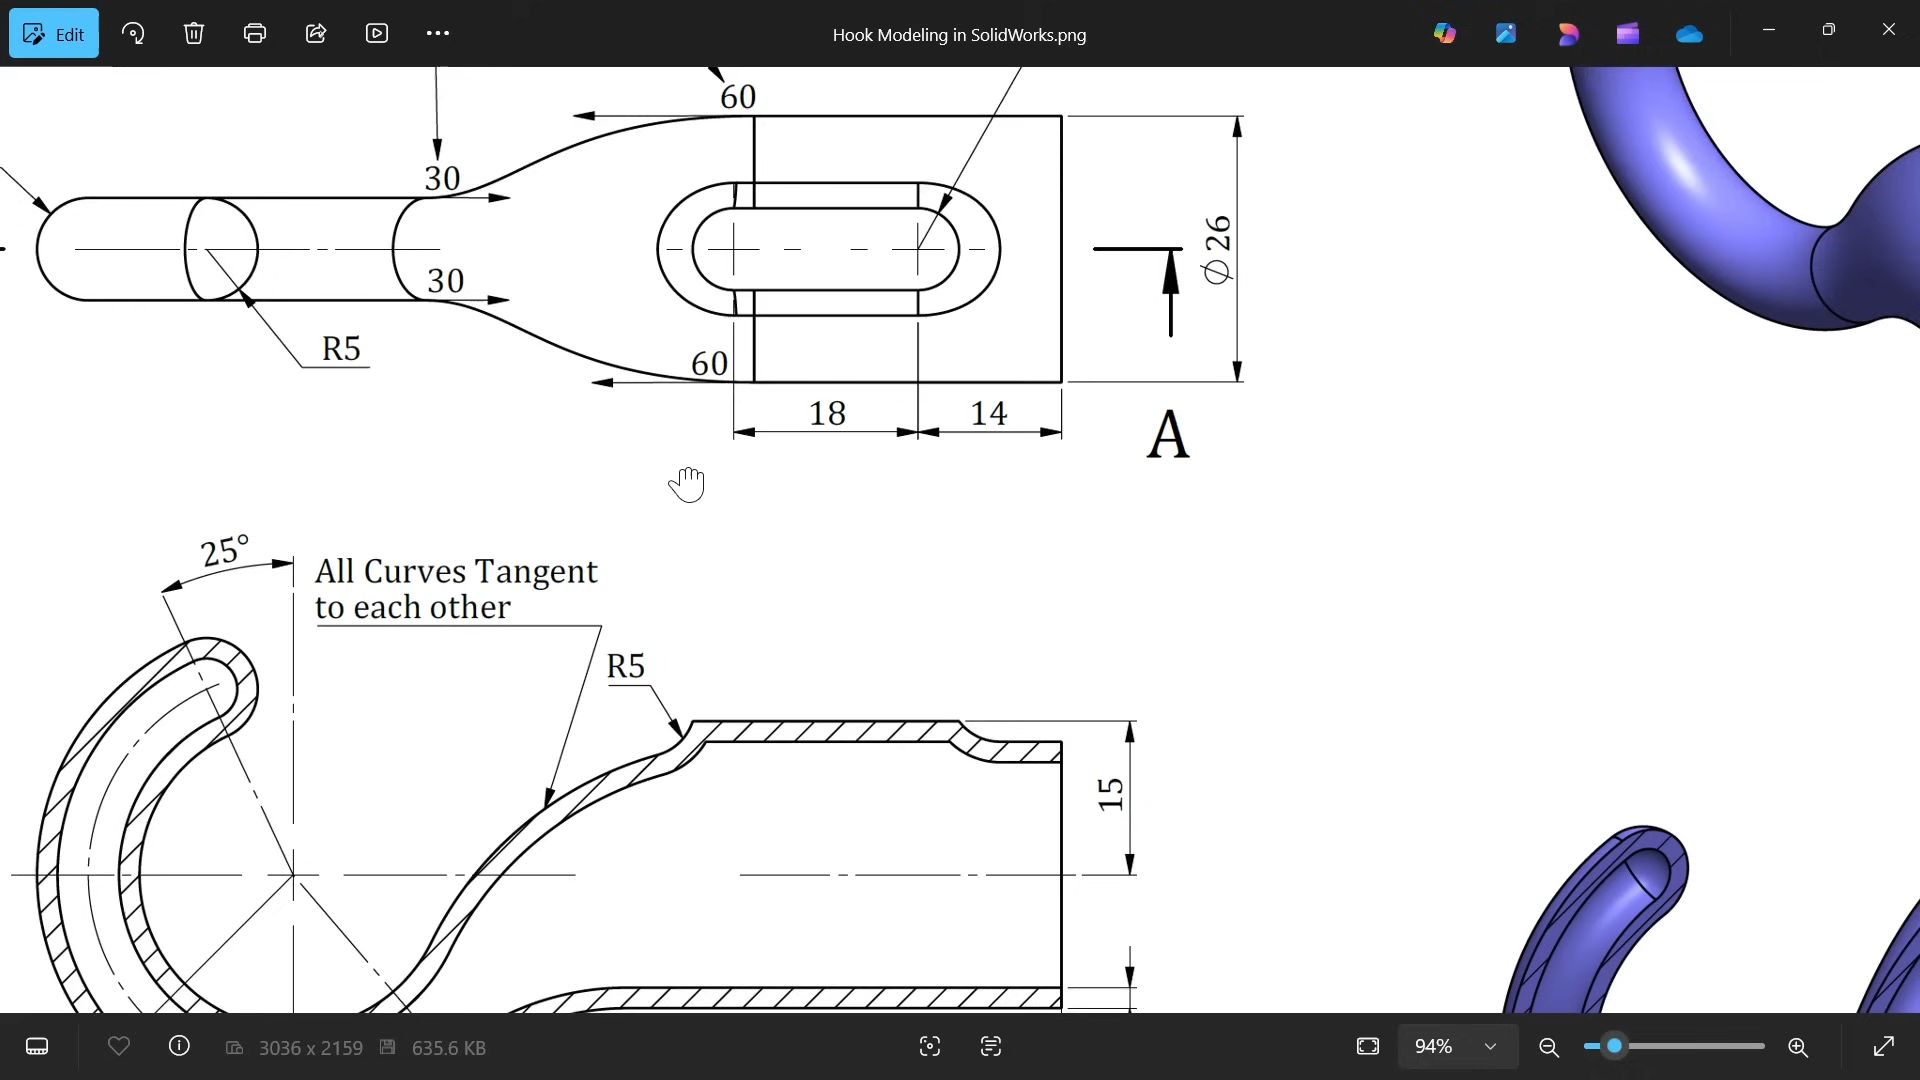 Edit
Hook Modeling in SolidWorks.png
60
30
30
R5
60
18
14
∅26
A
25°
All Curves Tangent
to each other
R5
15
3036 x 2159
635.6 KB
94%